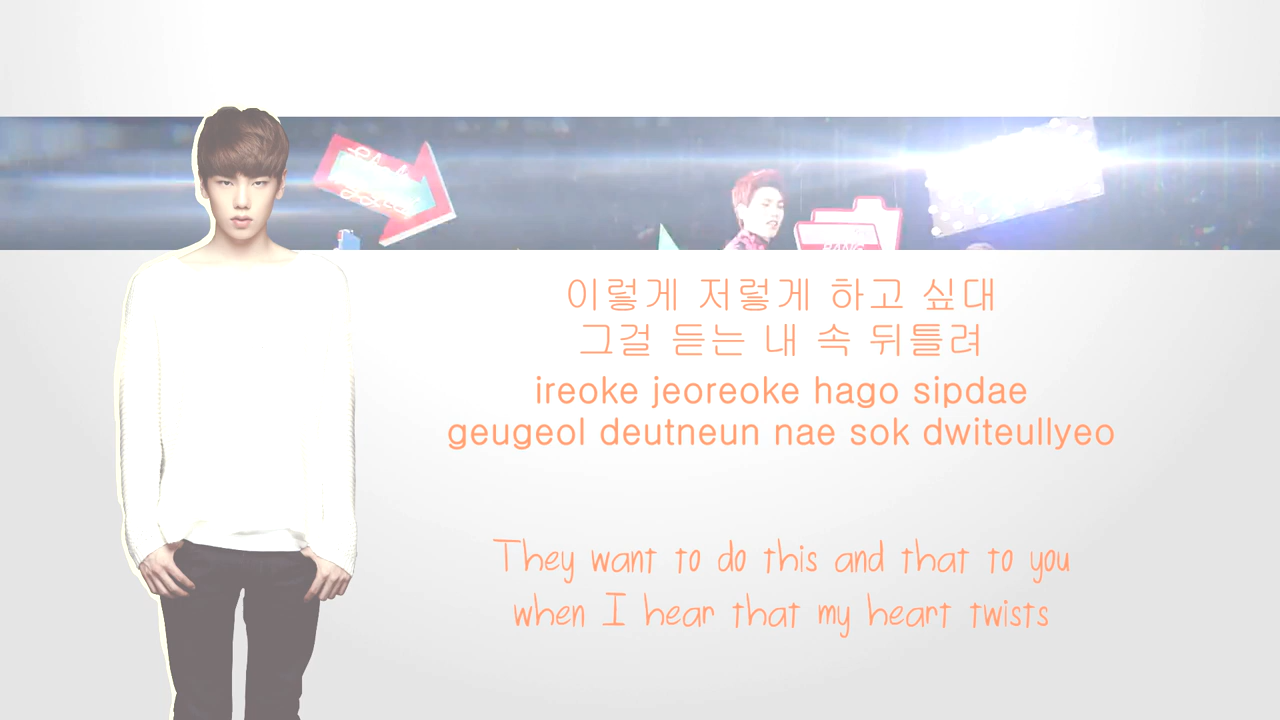 이렇게 저렇게 하고 싶대
그걸 듣는 내 속 뒤틀려
ireoke jeoreoke hago sipdae
geugeol deutneun nae sok dwiteullyeo
They want to do this and that to you
when I hear that my heart twists